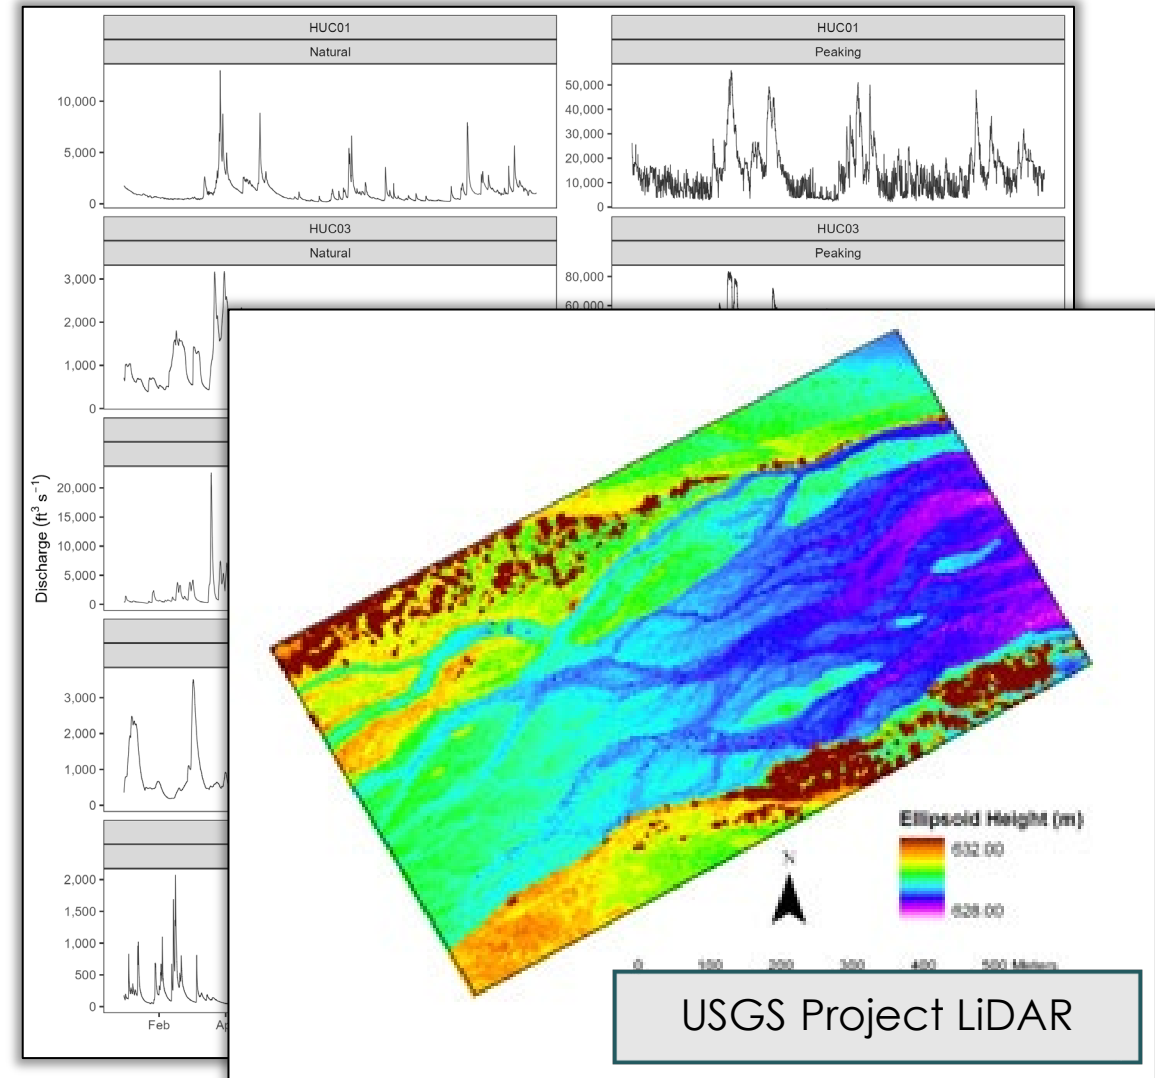 HUC01
Natural
10,000
5,000
0
HUC01
Peaking
50,000
40,000
30,000
20,000
10,000
0
HUC03
Natural
3,000
2,000
1,000
0
HUC03
Peaking
80,000
60,000
Discharge (ft³ s⁻¹)
20,000
15,000
10,000
5,000
0
3,000
2,000
1,000
0
2,000
1,500
1,000
500
0
Feb
Ellipsoid Height (m)
632.00
628.00
N
0 100 200 300 400 500 Meters
USGS Project LiDAR